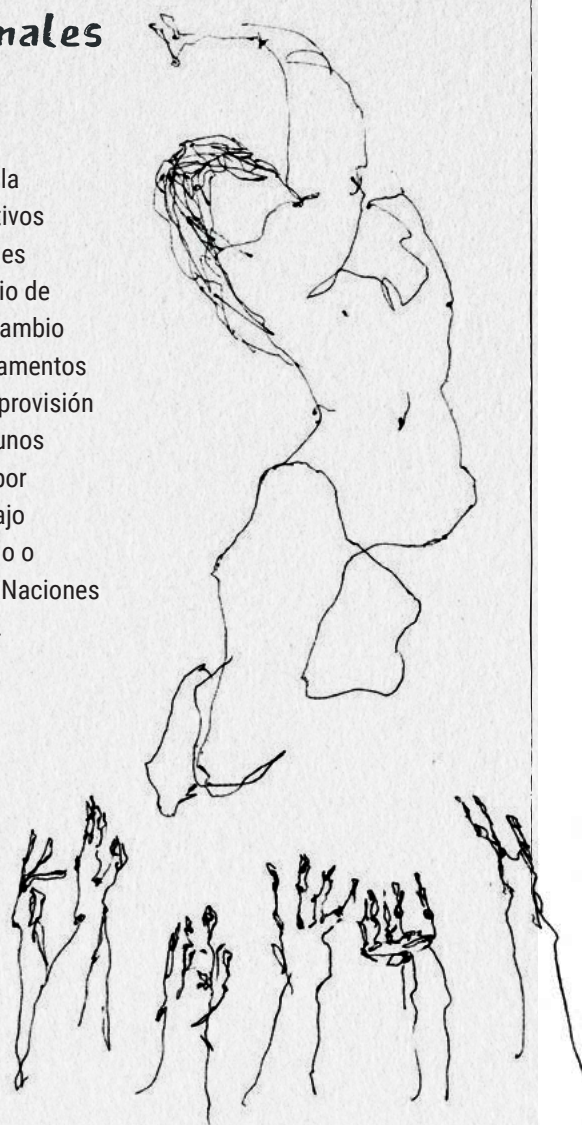 nales
la
tivos
es
io de
ambio
amentos
provisión
unos
por
ajo
o o
Naciones